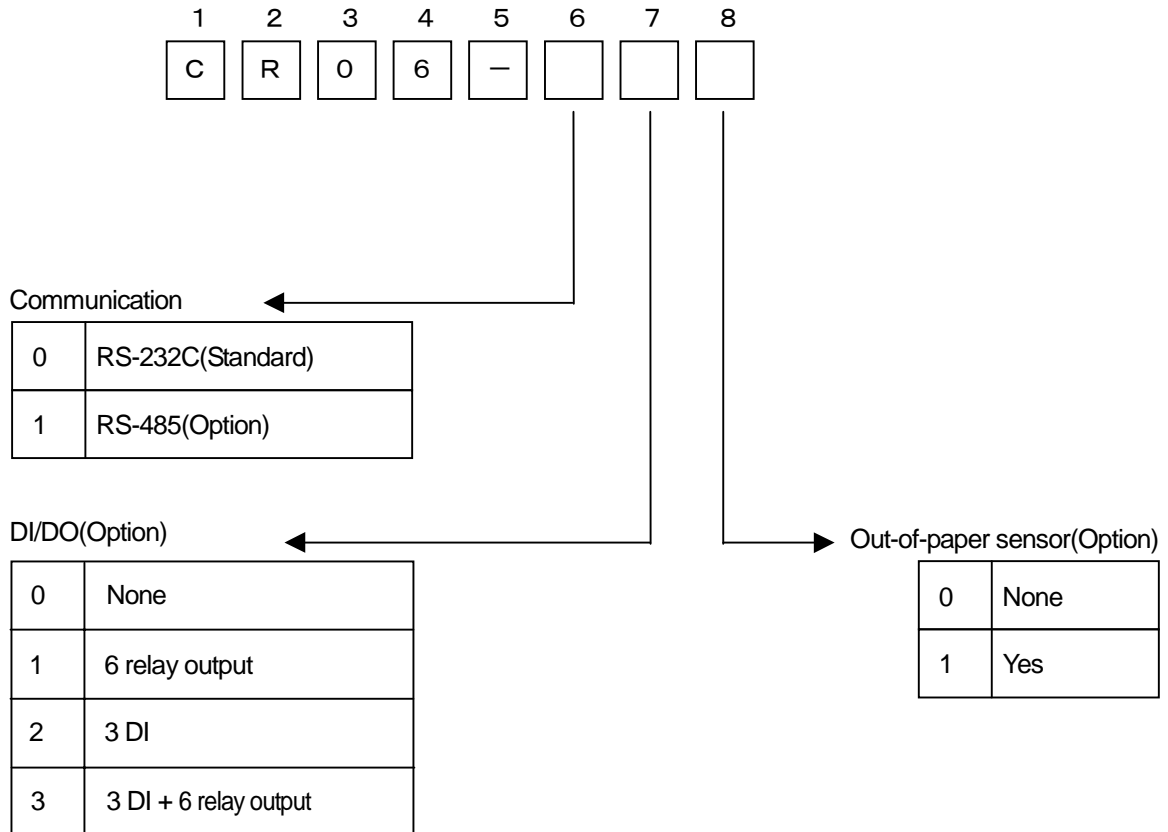 1 2 3 4 5 6 7 8
C R 0 6 －
Communication
0 RS-232C(Standard)
1 RS-485(Option)
DI/DO(Option)
0 None
1 6 relay output
2 3 DI
3 3 DI + 6 relay output
Out-of-paper sensor(Option)
0 None
1 Yes